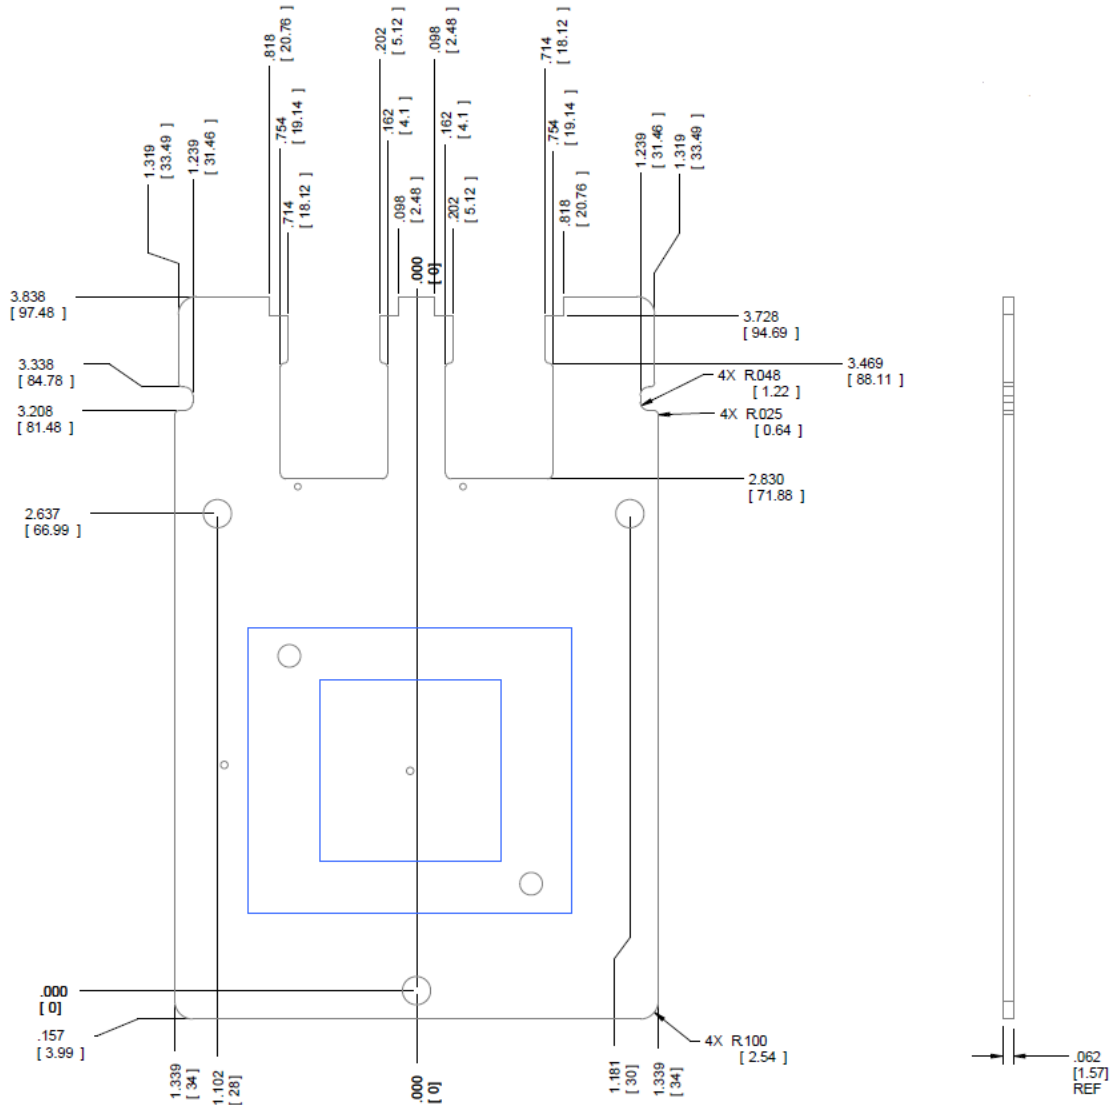 .818
[ 20.76 ]
.202
[ 5.12 ]
.098
[ 2.48 ]
.714
[ 18.12 ]
1.319
[ 33.49 ]
1.239
[ 31.46 ]
.754
[ 19.14 ]
.162
[ 4.1 ]
.162
[ 4.1 ]
.754
[ 19.14 ]
1.239
[ 31.46 ]
1.319
[ 33.49 ]
.714
[ 18.12 ]
.098
[ 2.48 ]
.202
[ 5.12 ]
.818
[ 20.76 ]
.000
[ 0]
3.838
[ 97.48 ]
3.728
[ 94.69 ]
3.338
[ 84.78 ]
3.469
[ 88.11 ]
4X R.048
[ 1.22 ]
3.208
[ 81.48 ]
4X R.025
[ 0.64 ]
2.830
[ 71.88 ]
2.637
[ 66.99 ]
.000
[ 0]
.157
[ 3.99 ]
4X R.100
[ 2.54 ]
1.339
[ 34]
1.102
[ 28]
.000
[ 0]
1.181
[ 30]
1.339
[ 34]
.062
[1.57]
REF